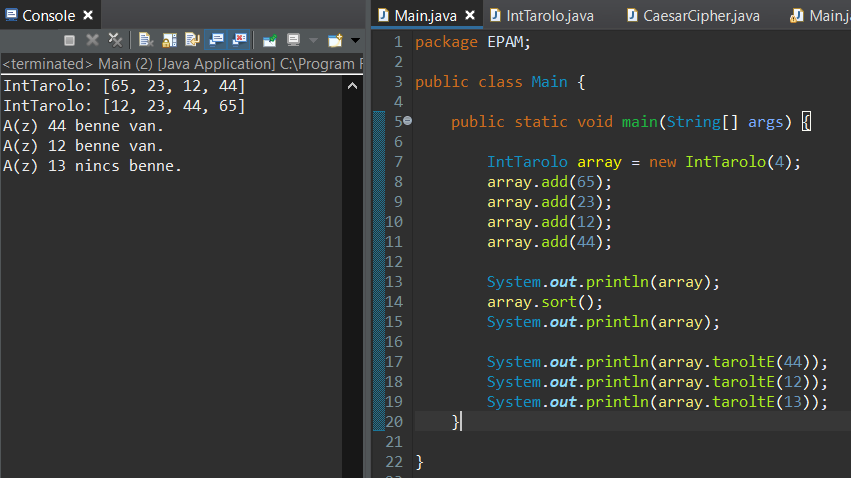 Console
<terminated> Main (2) [Java Application] C:\Program F
IntTarolo: [65, 23, 12, 44]
IntTarolo: [12, 23, 44, 65]
A(z) 44 benne van.
A(z) 12 benne van.
A(z) 13 nincs benne.
Main.java IntTarolo.java CaesarCipher.java Main.j
1 package EPAM;
2
3 public class Main {
4
5 public static void main(String[] args) {
6
7 IntTarolo array = new IntTarolo(4);
8 array.add(65);
9 array.add(23);
10 array.add(12);
11 array.add(44);
12
13 System.out.println(array);
14 array.sort();
15 System.out.println(array);
16
17 System.out.println(array.taroltE(44));
18 System.out.println(array.taroltE(12));
19 System.out.println(array.taroltE(13));
20 }
21
22 }